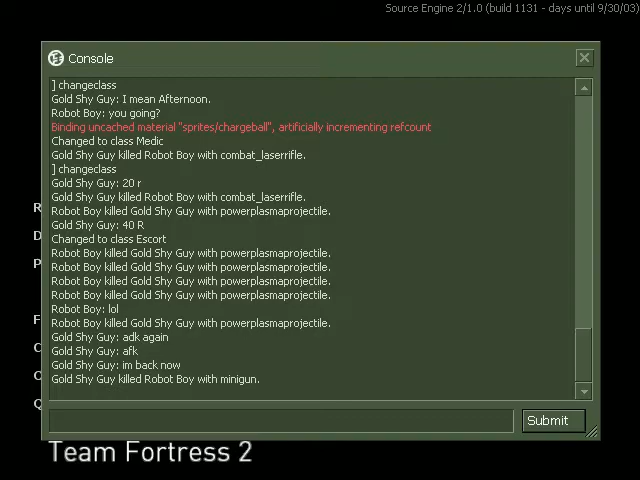 Source Engine 2/1.0 (build 1131 - days until 9/30/03)
Console
] changeclass
Gold Shy Guy: I mean Afternoon.
Robot Boy: you going?
Binding uncached material "sprites/chargeball", artificially incrementing refcount
Changed to class Medic
Gold Shy Guy killed Robot Boy with combat_laserrifle.
] changeclass
Gold Shy Guy: 20 r
Gold Shy Guy killed Robot Boy with combat_laserrifle.
Robot Boy killed Gold Shy Guy with powerplasmaprojectile.
Gold Shy Guy: 40 R
Changed to class Escort
Robot Boy killed Gold Shy Guy with powerplasmaprojectile.
Robot Boy killed Gold Shy Guy with powerplasmaprojectile.
Robot Boy killed Gold Shy Guy with powerplasmaprojectile.
Robot Boy killed Gold Shy Guy with powerplasmaprojectile.
Robot Boy: lol
Robot Boy killed Gold Shy Guy with powerplasmaprojectile.
Gold Shy Guy: adk again
Gold Shy Guy: afk
Gold Shy Guy: im back now
Gold Shy Guy killed Robot Boy with minigun.
Submit
Team Fortress 2